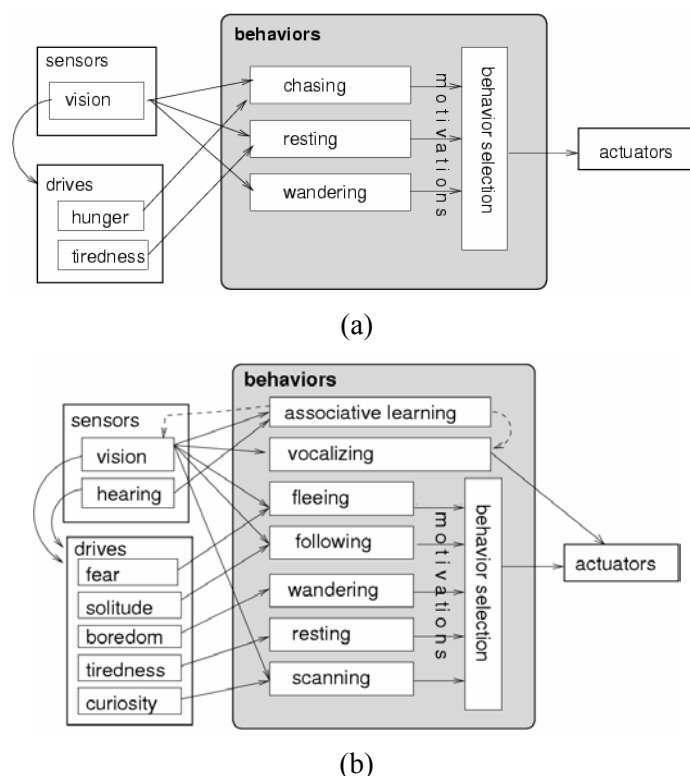 behaviors
sensors
vision
drives
hunger
tiredness
chasing
resting
wandering
motivations
behavior selection
actuators
(a)
behaviors
sensors
vision
hearing
drives
fear
solitude
boredom
tiredness
curiosity
associative learning
vocalizing
fleeing
following
wandering
resting
scanning
motivations
behavior selection
actuators
(b)